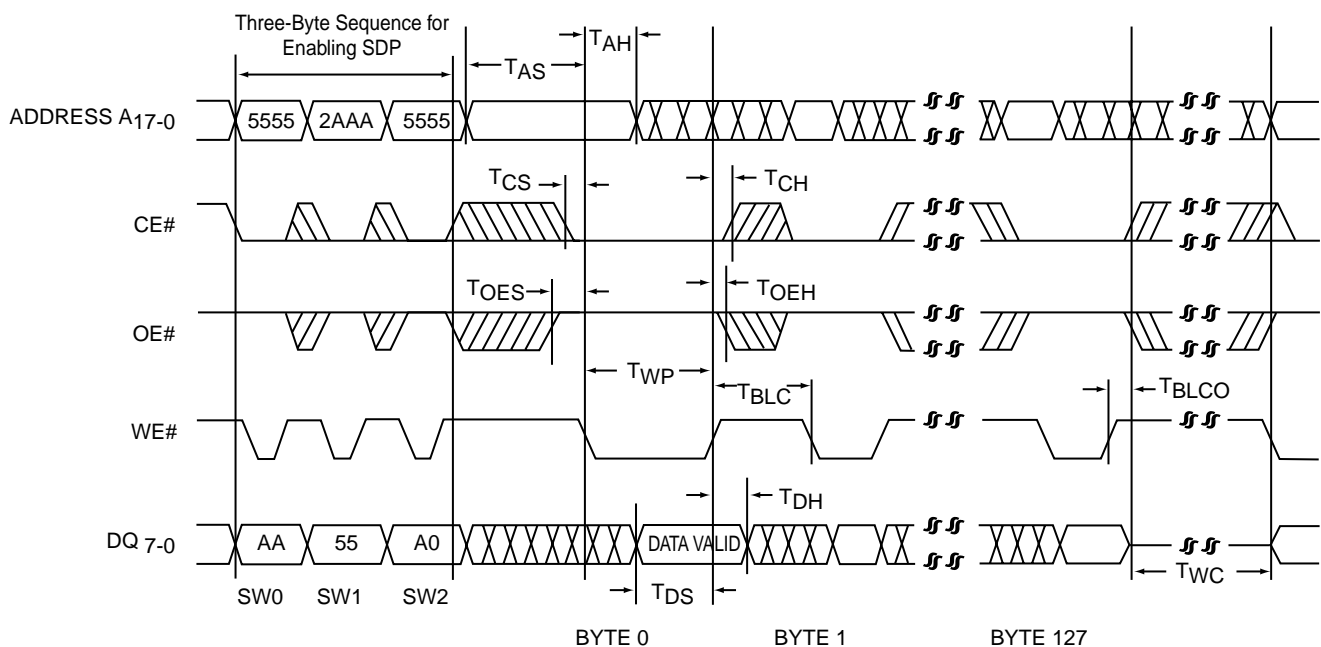 Three-Byte Sequence for
Enabling SDP
TAH
TAS
ADDRESS A17-0
5555 2AAA 5555
TCS
TCH
CE#
TOES
TOEH
OE#
TWP
TBLC
TBLCO
WE#
TDH
DQ 7-0
AA 55 A0 DATA VALID
TWC
SW0 SW1 SW2
TDS
BYTE 0 BYTE 1 BYTE 127